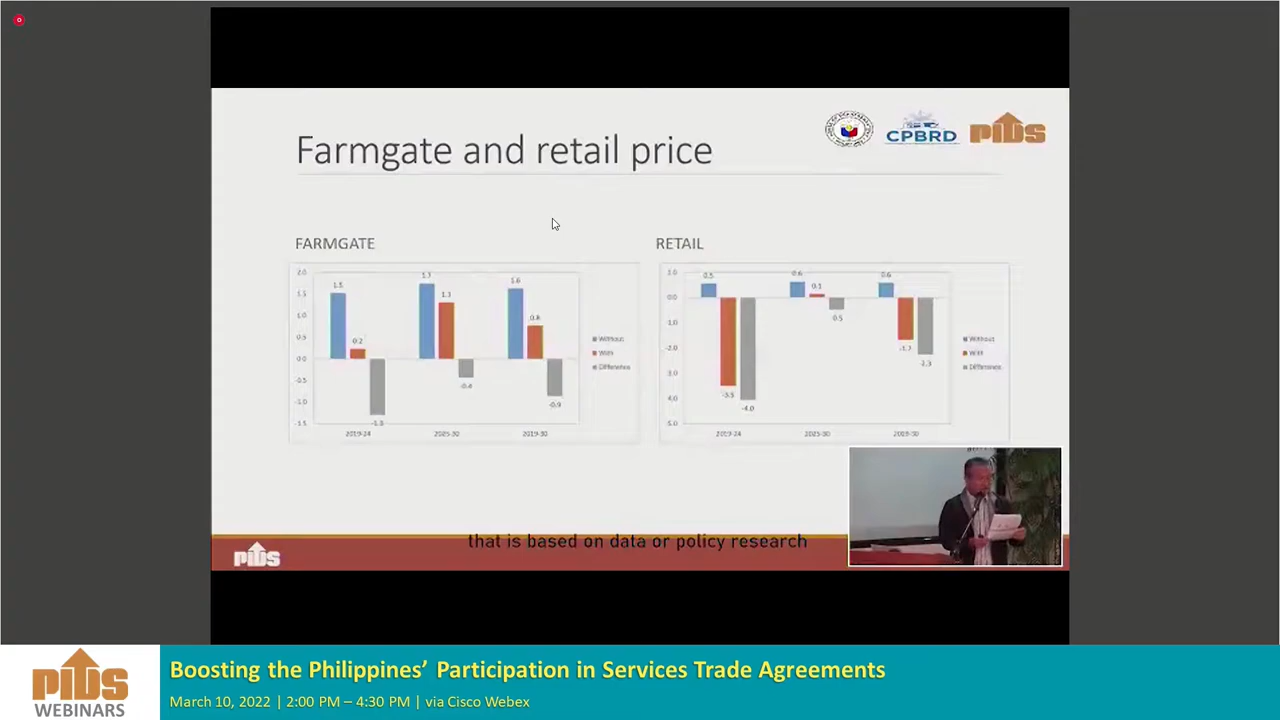 Farmgate and retail price
CPBRD
PIDS
FARMGATE
RETAIL
2.0
1.5
1.0
0.5
0.0
-0.5
-1.0
-1.5
1.5
0.2
-1.3
1.7
1.3
-0.4
1.6
0.8
-0.9
2019-24
2025-30
2019-30
Without
With
Difference
1.0
0.0
1.0
2.0
3.0
4.0
5.0
0.5
-3.5
-4.0
0.6
0.1
0.5
0.6
-1.7
2.3
2019-24
2025-30
2019-30
Without
With
Difference
that is based on data or policy research
PIDS
PIDS
WEBINARS
Boosting the Philippines’ Participation in Services Trade Agreements
March 10, 2022 | 2:00 PM – 4:30 PM | via Cisco Webex